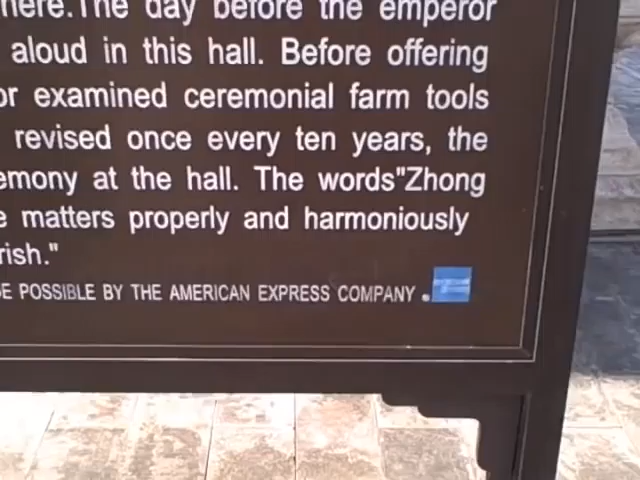 here.The day before the emperor
aloud in this hall. Before offering
or examined ceremonial farm tools
revised once every ten years, the
emony at the hall. The words"Zhong
e matters properly and harmoniously
rish."
E POSSIBLE BY THE AMERICAN EXPRESS COMPANY